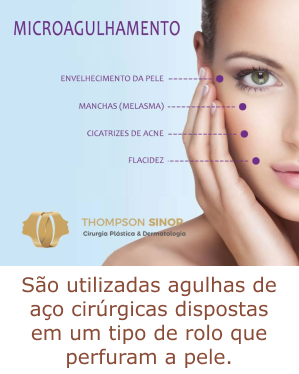 MICROAGULHAMENTO
ENVELHECIMENTO DA PELE
MANCHAS (MELASMA)
CICATRIZES DE ACNE
FLACIDEZ
THOMPSON SINOP
Cirurgia Plástica & Dermatologia
São utilizadas agulhas de
aço cirúrgicas dispostas
em um tipo de rolo que
perfuram a pele.